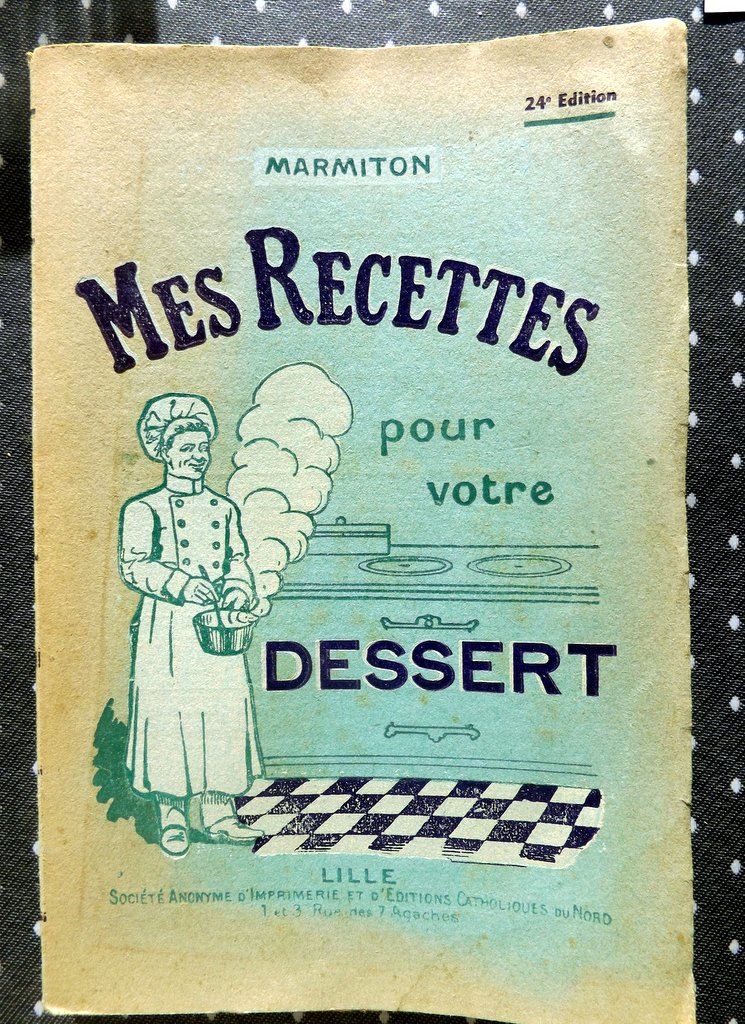 24e Edition
MARMITON
MES RECETTES
pour
votre
DESSERT
LILLE
SOCIÉTÉ ANONYME D'IMPRIMERIE ET D'EDITIONS CATHOLIQUES DU NORD
1 et 3 Rue des 7 Agaches